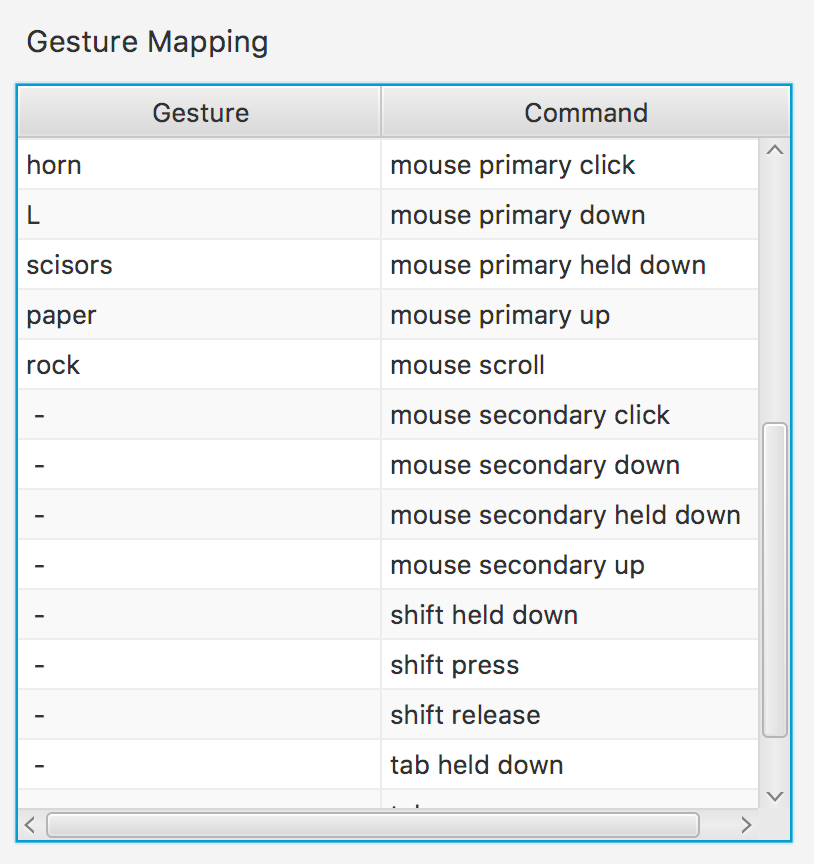 Gesture Mapping
Gesture Command
horn mouse primary click
L mouse primary down
scisors mouse primary held down
paper mouse primary up
rock mouse scroll
- mouse secondary click
- mouse secondary down
- mouse secondary held down
- mouse secondary up
- shift held down
- shift press
- shift release
- tab held down